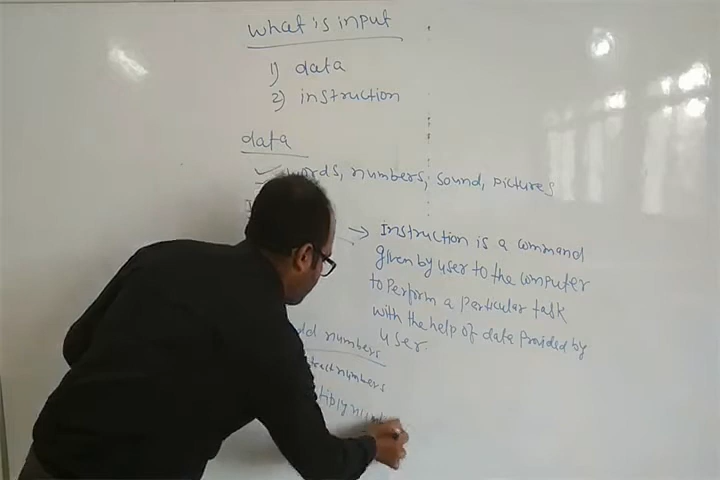 what is input
1) data
2) instruction
data
words, numbers, sound, pictures
→ Instruction is a command
given by user to the computer
to Perform a Particular task
with the help of data Provided by
user.
numbers
numbers